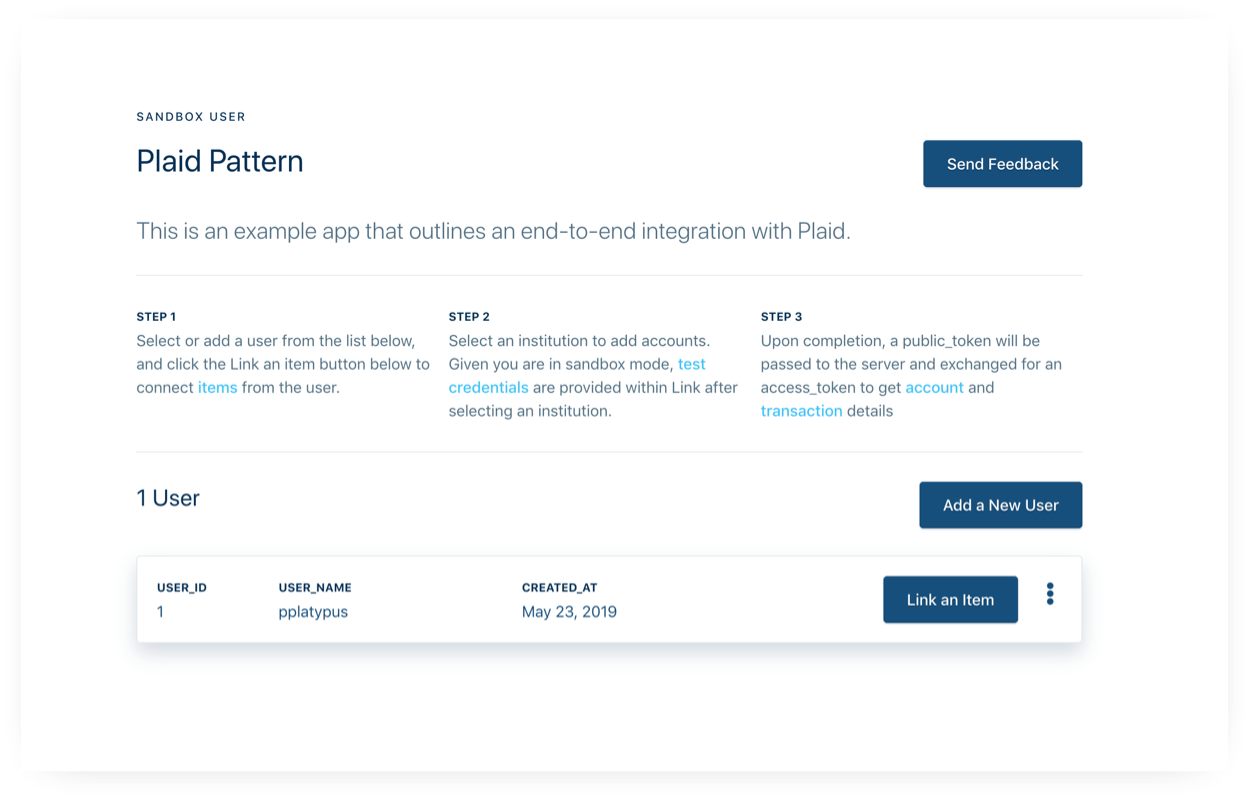 SANDBOX USER
Plaid Pattern
Send Feedback
This is an example app that outlines an end-to-end integration with Plaid.
STEP 1
Select or add a user from the list below,
and click the Link an item button below to
connect items from the user.
STEP 2
Select an institution to add accounts.
Given you are in sandbox mode, test
credentials are provided within Link after
selecting an institution.
STEP 3
Upon completion, a public_token will be
passed to the server and exchanged for an
access_token to get account and
transaction details
1 User
Add a New User
USER_ID
1
USER_NAME
pplatypus
CREATED_AT
May 23, 2019
Link an Item